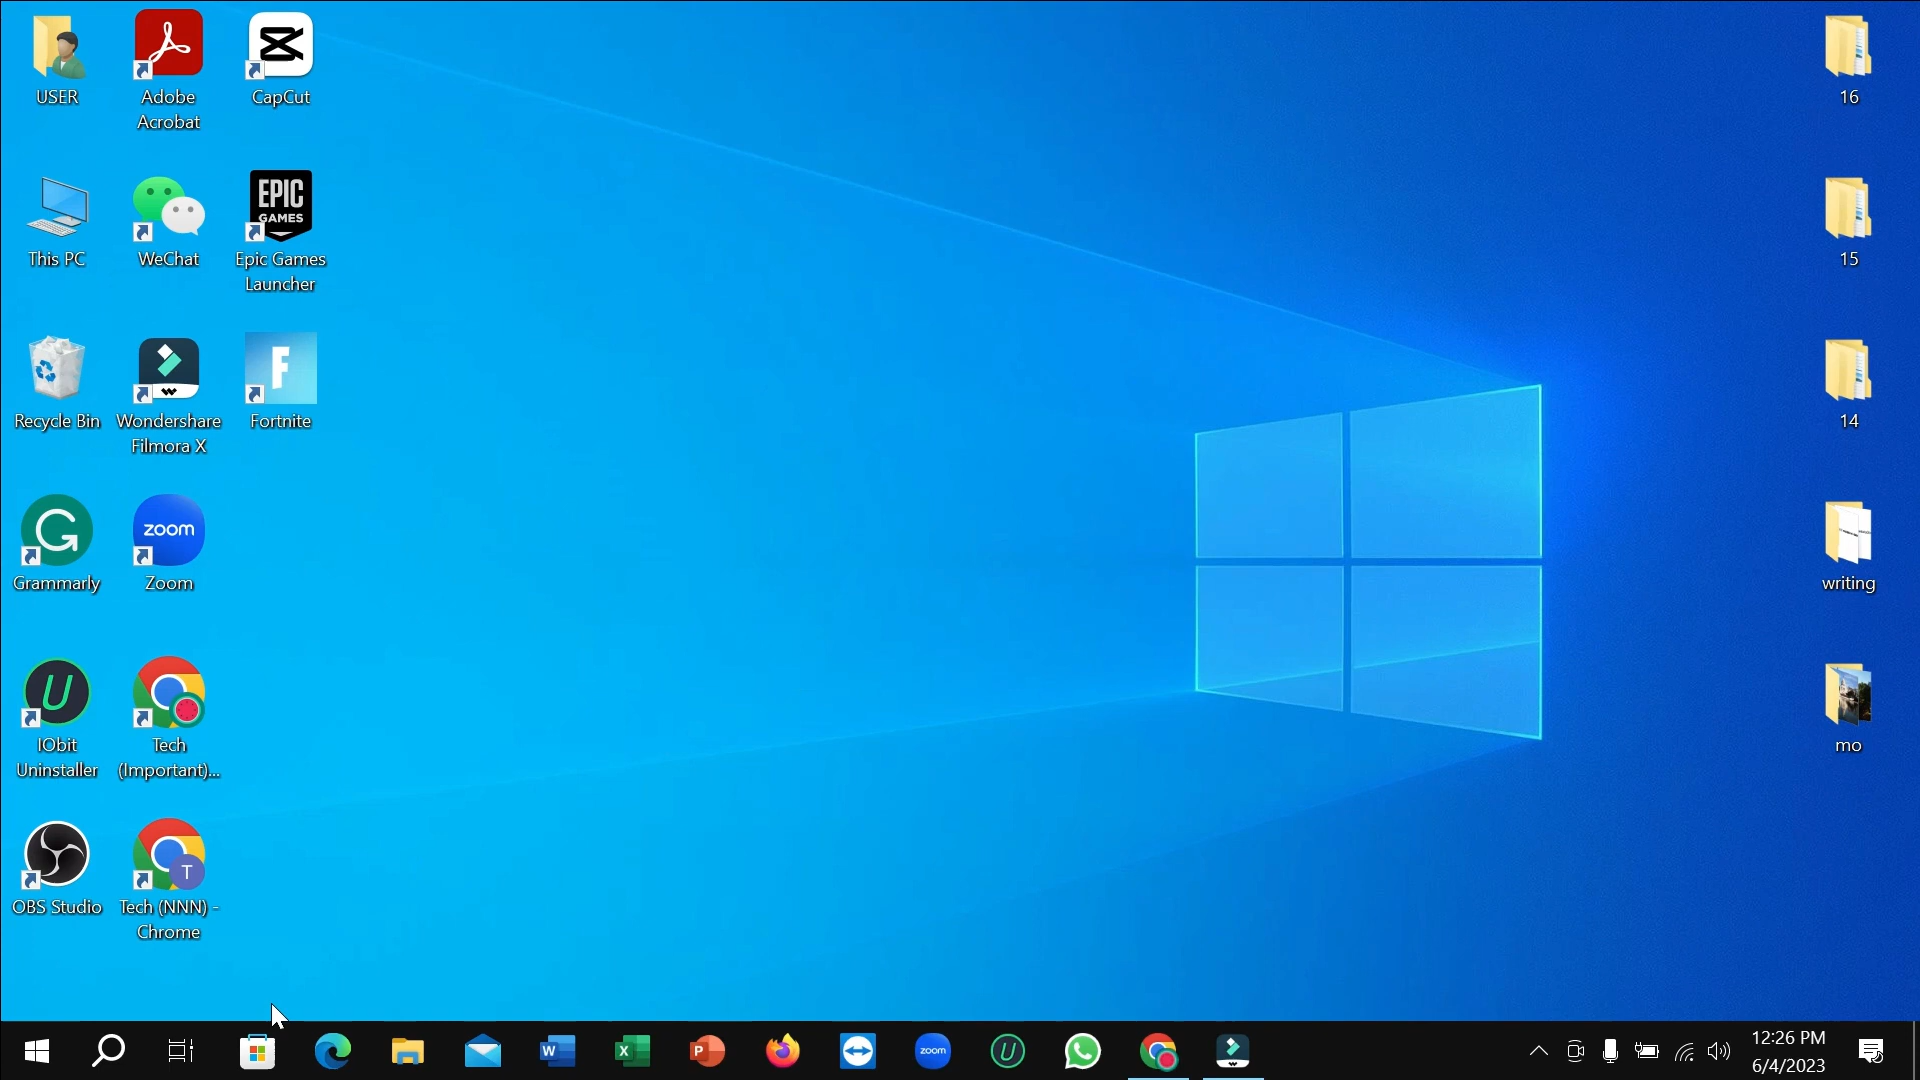 USER
Adobe
Acrobat
CapCut
16
EPIC
GAMES
This PC
WeChat
Epic Games
Launcher
15
F
Recycle Bin
Wondershare
Filmora X
Fortnite
14
zoom
Grammarly
Zoom
writing
IObit
Uninstaller
Tech
(Important)...
mo
T
OBS Studio
Tech (NNN) -
Chrome
W
X
P
zoom
U
12:26 PM
6/4/2023